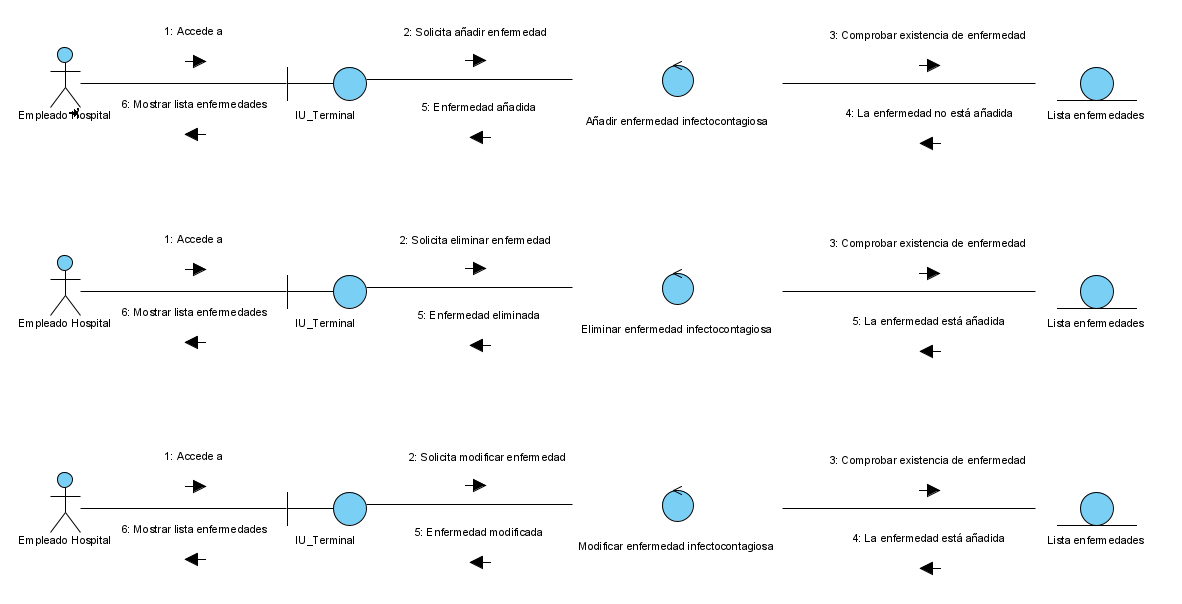 1: Accede a
2: Solicita añadir enfermedad
3: Comprobar existencia de enfermedad
6: Mostrar lista enfermedades
5: Enfermedad añadida
4: La enfermedad no está añadida
Empleado Hospital
IU_Terminal
Añadir enfermedad infectocontagiosa
Lista enfermedades
1: Accede a
2: Solicita eliminar enfermedad
3: Comprobar existencia de enfermedad
6: Mostrar lista enfermedades
5: Enfermedad eliminada
5: La enfermedad está añadida
Empleado Hospital
IU_Terminal
Eliminar enfermedad infectocontagiosa
Lista enfermedades
1: Accede a
2: Solicita modificar enfermedad
3: Comprobar existencia de enfermedad
6: Mostrar lista enfermedades
5: Enfermedad modificada
4: La enfermedad está añadida
Empleado Hospital
IU_Terminal
Modificar enfermedad infectocontagiosa
Lista enfermedades